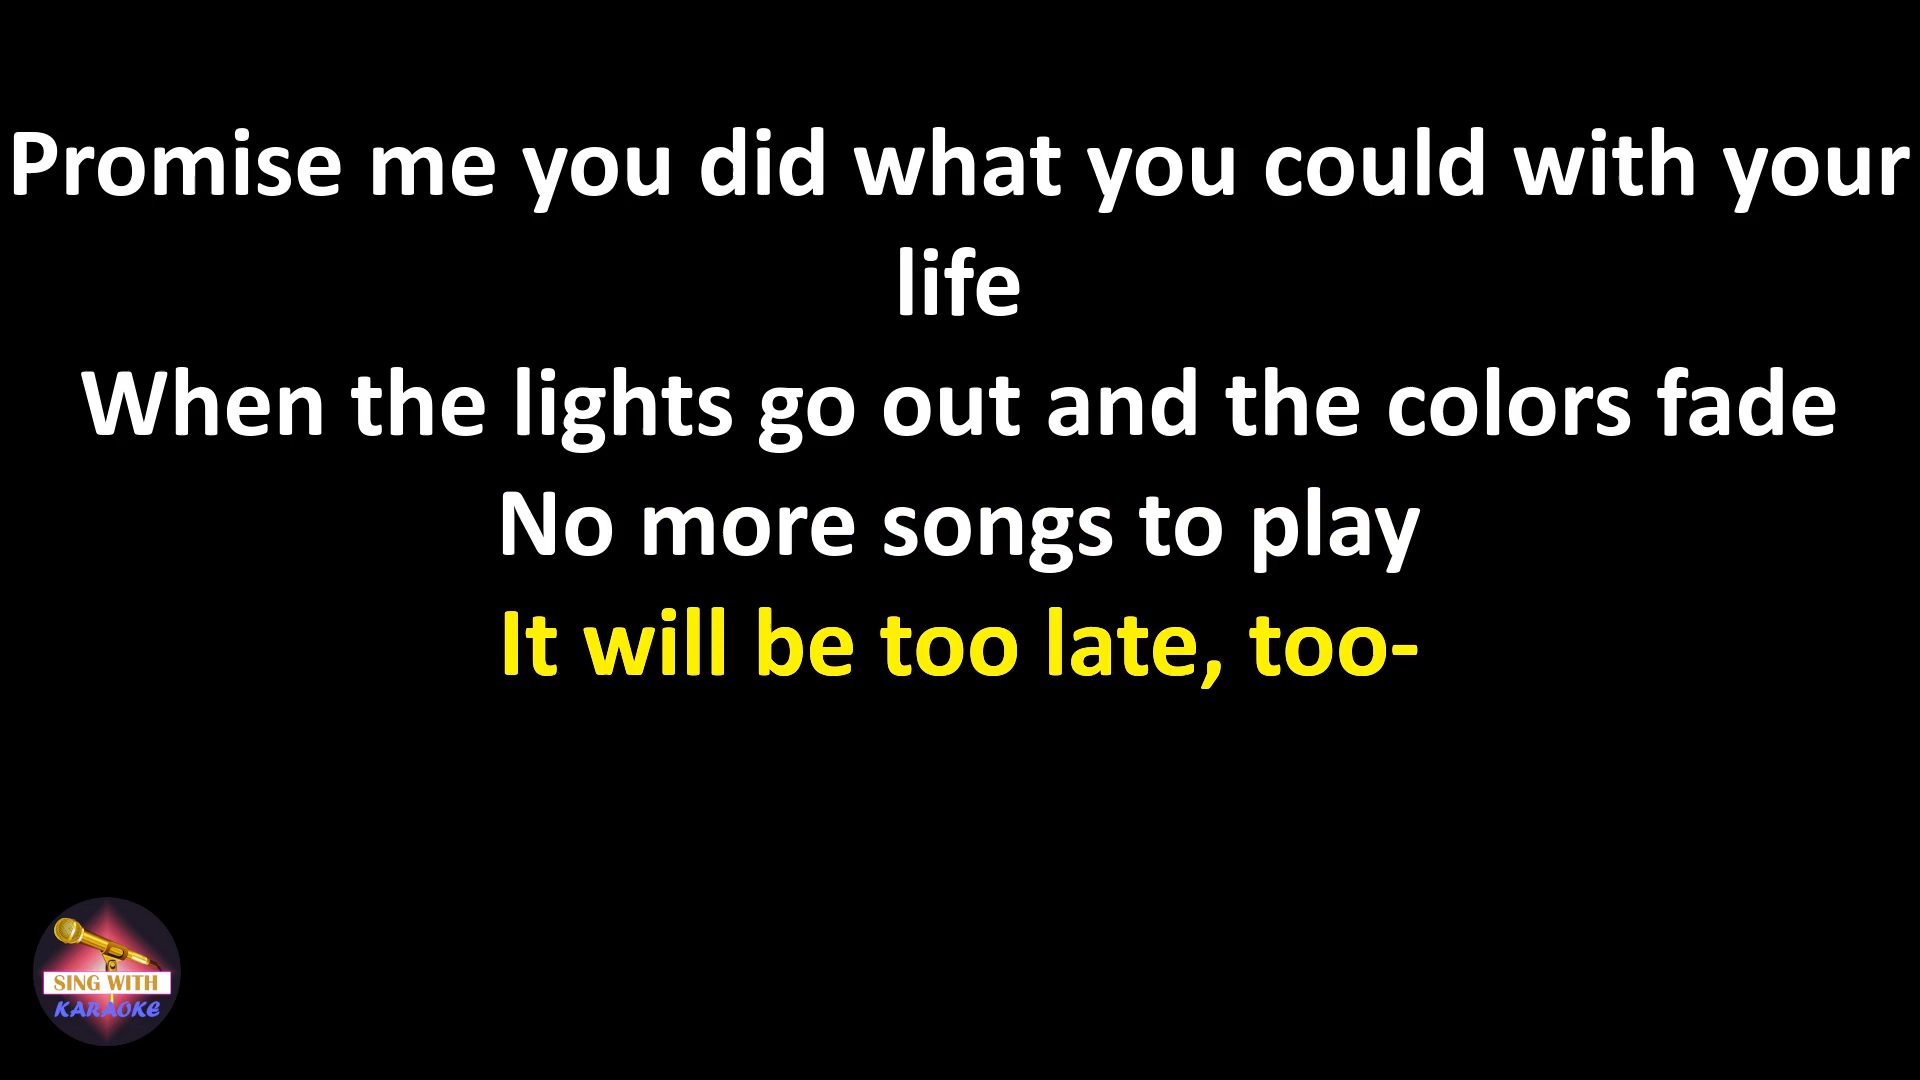 Promise me you did what you could with your
life
When the lights go out and the colors fade
No more songs to play
It will be too late, too-
SING WITH
KARAOKE